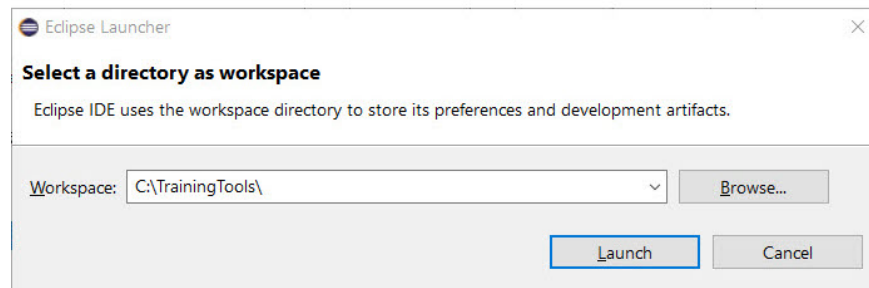 Eclipse Launcher
Select a directory as workspace
Eclipse IDE uses the workspace directory to store its preferences and development artifacts.
Workspace: C:\TrainingTools\ Browse...
Launch Cancel